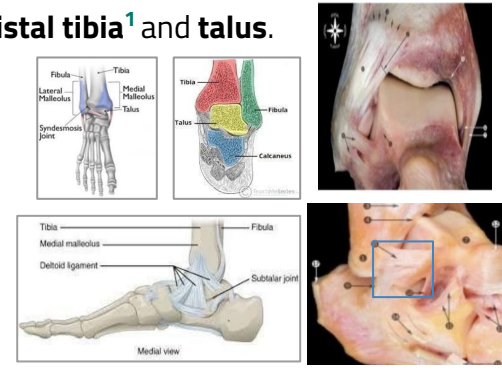 istal tibia¹ and talus.
Fibula
Tibia
Lateral
Malleolus
Medial
Malleolus
Talus
Syndesmosis
Joint
Tibia
Fibula
Talus
Calcaneus
Tibia
Fibula
Medial malleolus
Deltoid ligament
Subtalar joint
Medial view